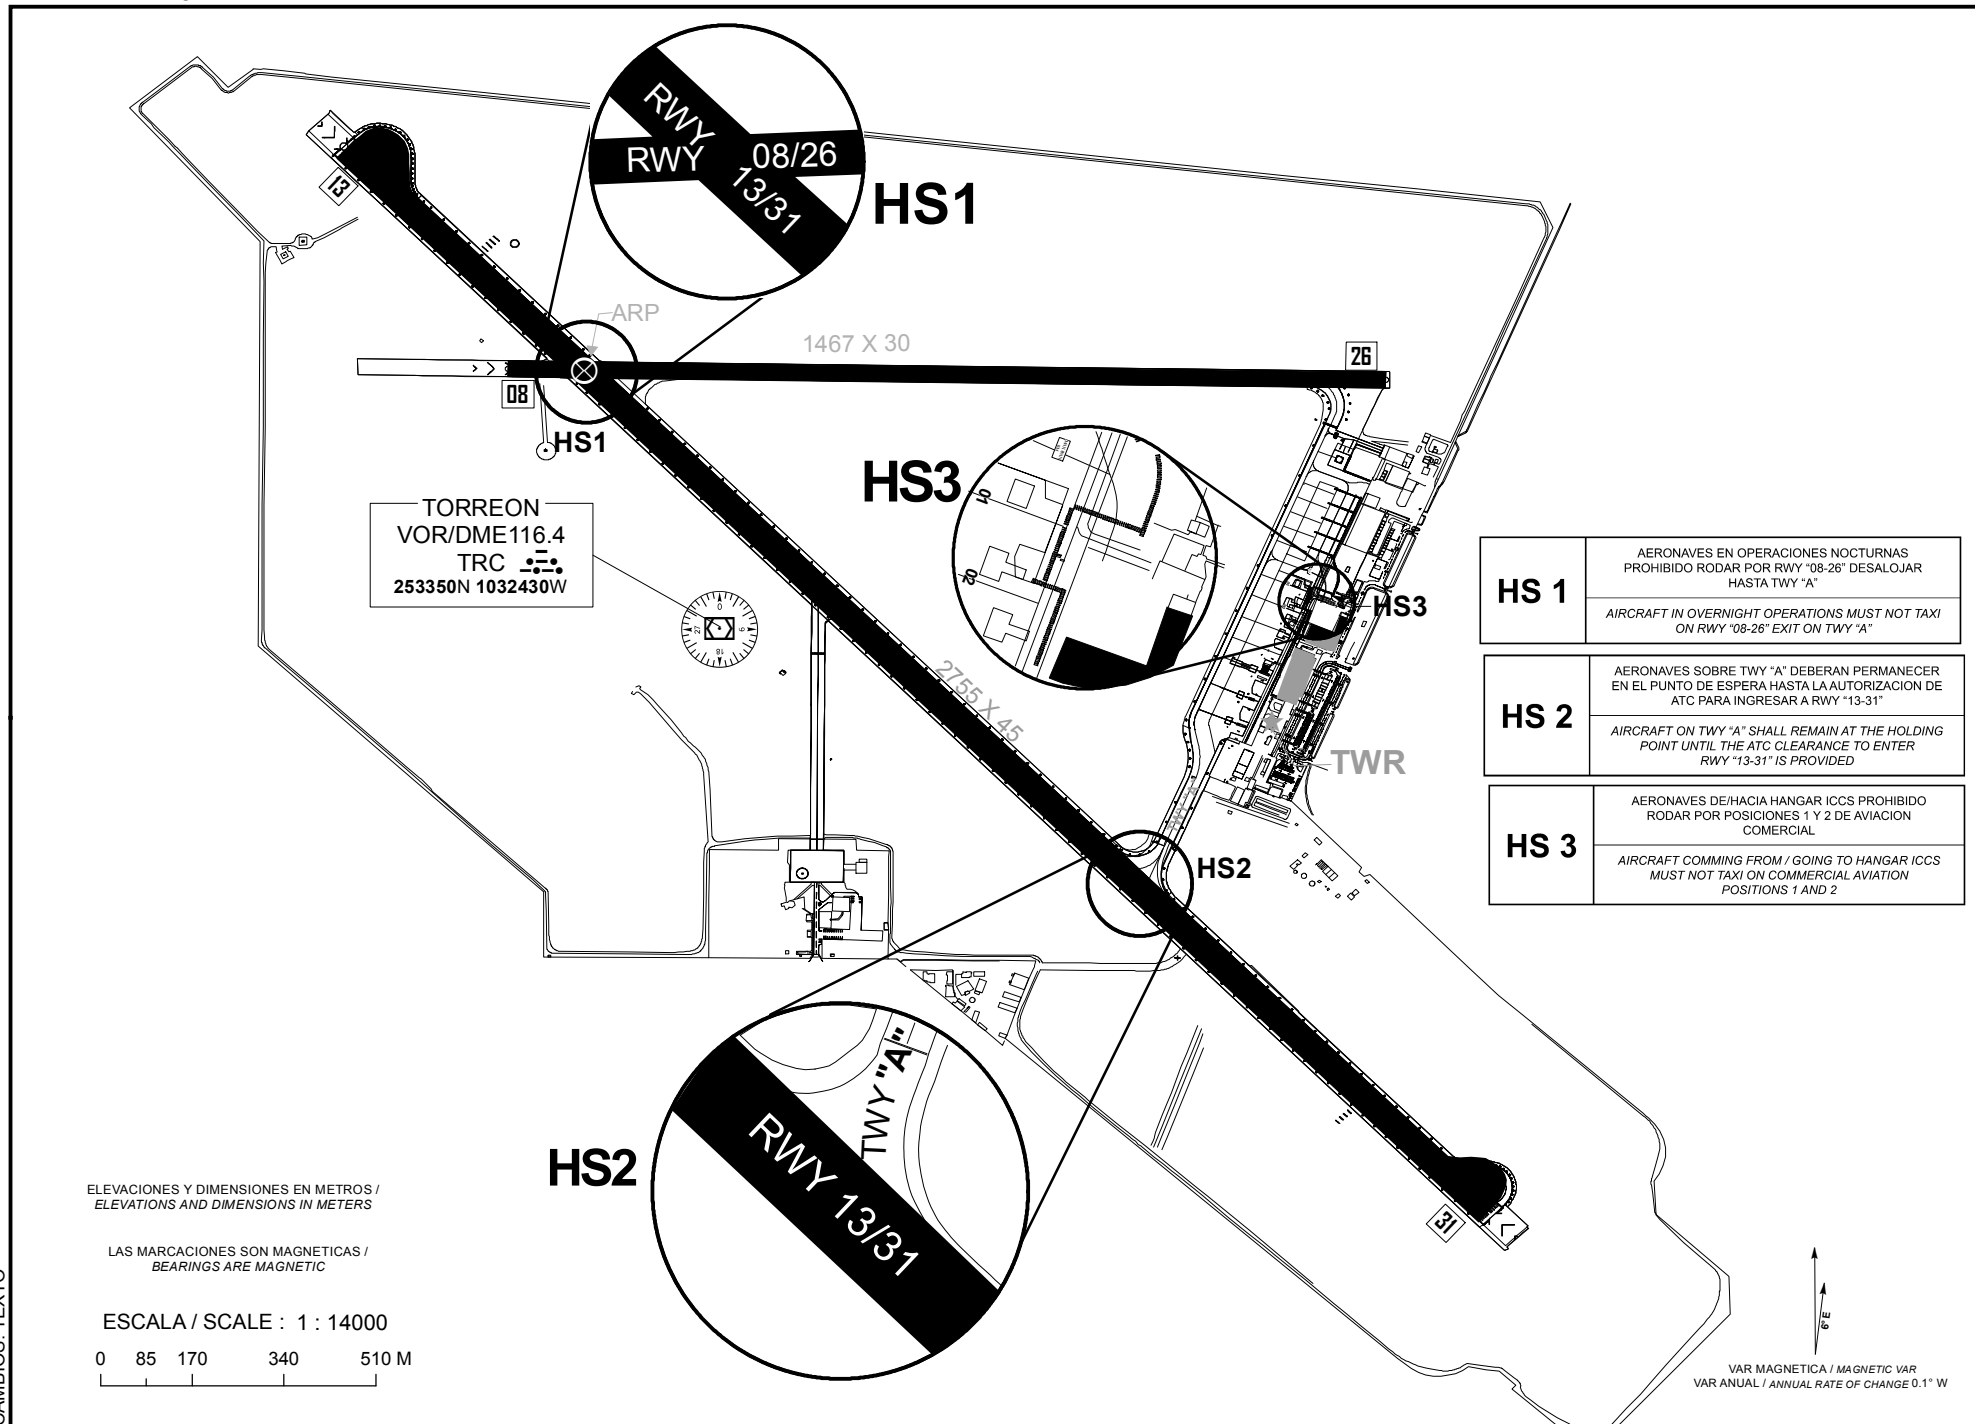 RWY
RWY 08/26
13/31
HS1
13
ARP
1467 X 30
26
08
HS1
HS3
01
02
TORREON
VOR/DME116.4
TRC
253350N 1032430W
0
9
18
27
HS3
2755 X 45
TWR
HS2
TWY "A"
RWY 13/31
HS2
31
HS 1
AERONAVES EN OPERACIONES NOCTURNAS
PROHIBIDO RODAR POR RWY “08-26” DESALOJAR
HASTA TWY “A”
AIRCRAFT IN OVERNIGHT OPERATIONS MUST NOT TAXI
ON RWY “08-26” EXIT ON TWY “A”
HS 2
AERONAVES SOBRE TWY “A” DEBERAN PERMANECER
EN EL PUNTO DE ESPERA HASTA LA AUTORIZACION DE
ATC PARA INGRESAR A RWY “13-31”
AIRCRAFT ON TWY “A” SHALL REMAIN AT THE HOLDING
POINT UNTIL THE ATC CLEARANCE TO ENTER
RWY “13-31” IS PROVIDED
HS 3
AERONAVES DE/HACIA HANGAR ICCS PROHIBIDO
RODAR POR POSICIONES 1 Y 2 DE AVIACION
COMERCIAL
AIRCRAFT COMMING FROM / GOING TO HANGAR ICCS
MUST NOT TAXI ON COMMERCIAL AVIATION
POSITIONS 1 AND 2
ELEVACIONES Y DIMENSIONES EN METROS /
ELEVATIONS AND DIMENSIONS IN METERS
LAS MARCACIONES SON MAGNETICAS /
BEARINGS ARE MAGNETIC
ESCALA / SCALE : 1 : 14000
0 85 170 340 510 M
6° E
VAR MAGNETICA / MAGNETIC VAR
VAR ANUAL / ANNUAL RATE OF CHANGE 0.1° W